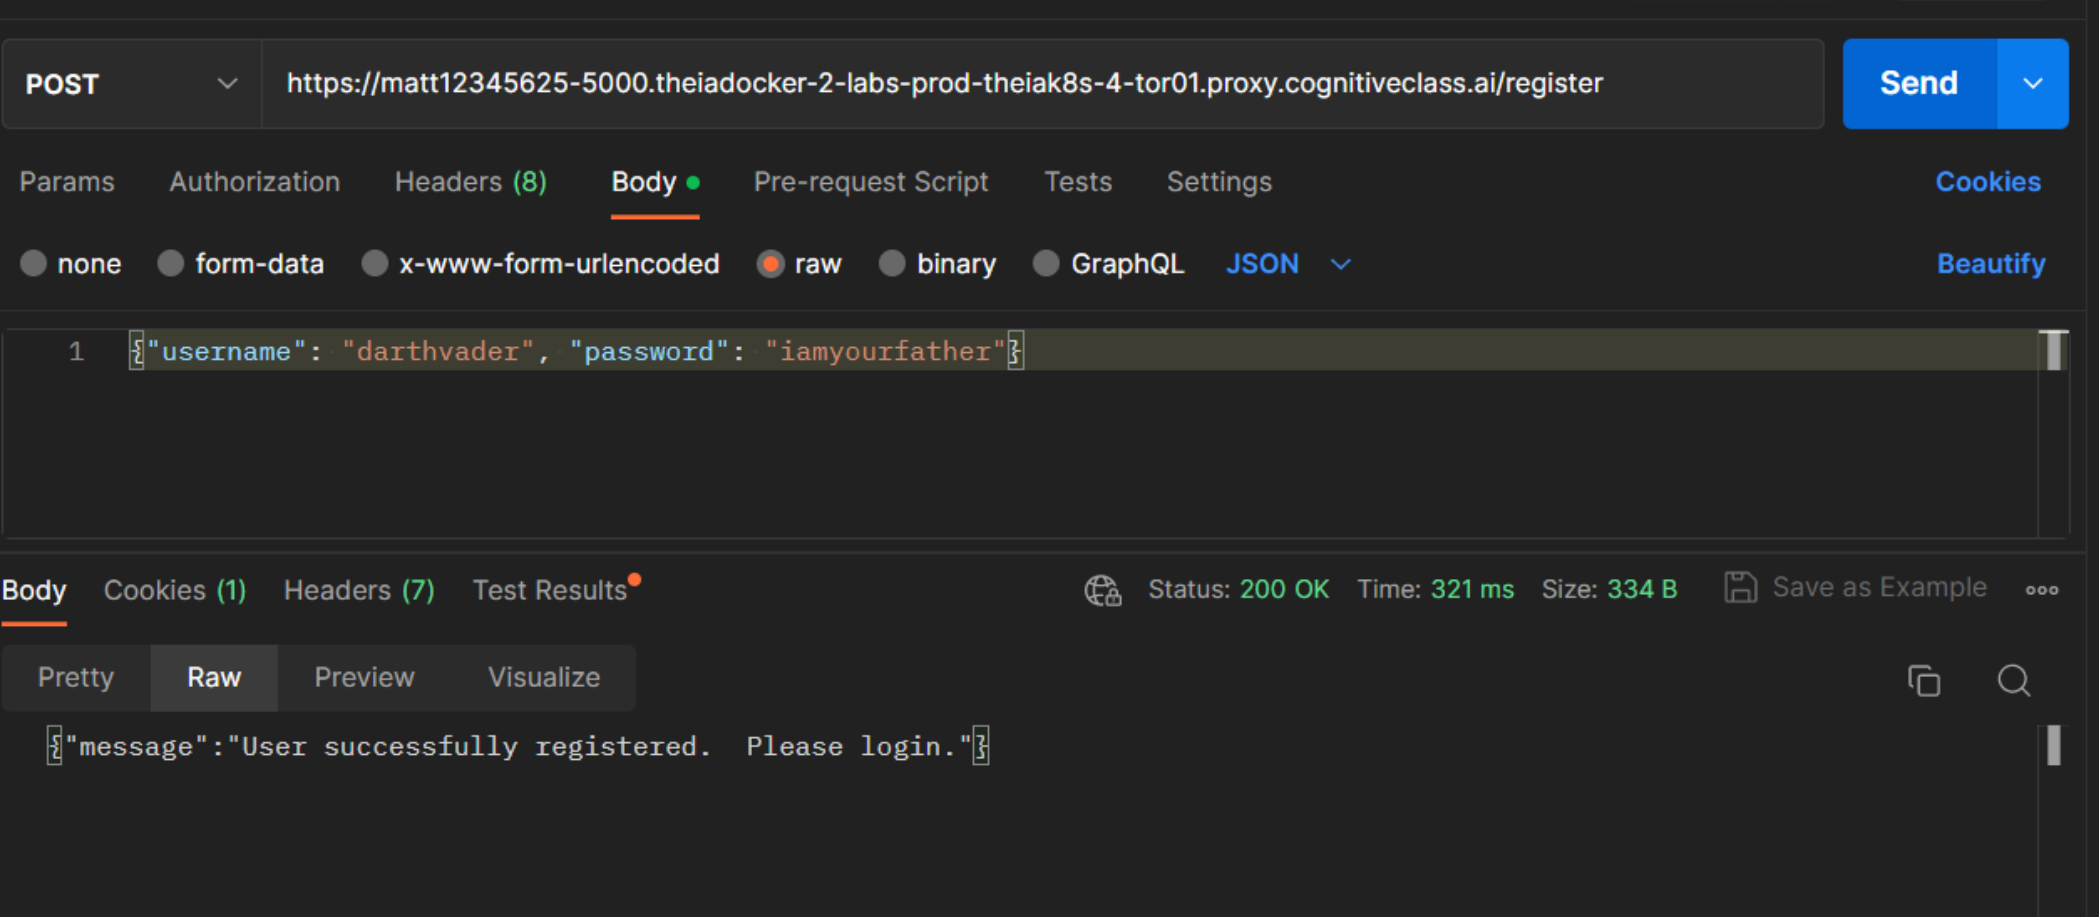 POST https://matt12345625-5000.theiadocker-2-labs-prod-theiak8s-4-tor01.proxy.cognitiveclass.ai/register Send
Params Authorization Headers (8) Body Pre-request Script Tests Settings Cookies
none form-data x-www-form-urlencoded raw binary GraphQL JSON Beautify
1 {"username": "darthvader", "password": "iamyourfather"}
Body Cookies (1) Headers (7) Test Results Status: 200 OK Time: 321 ms Size: 334 B Save as Example
Pretty Raw Preview Visualize
{"message":"User successfully registered.  Please login."}